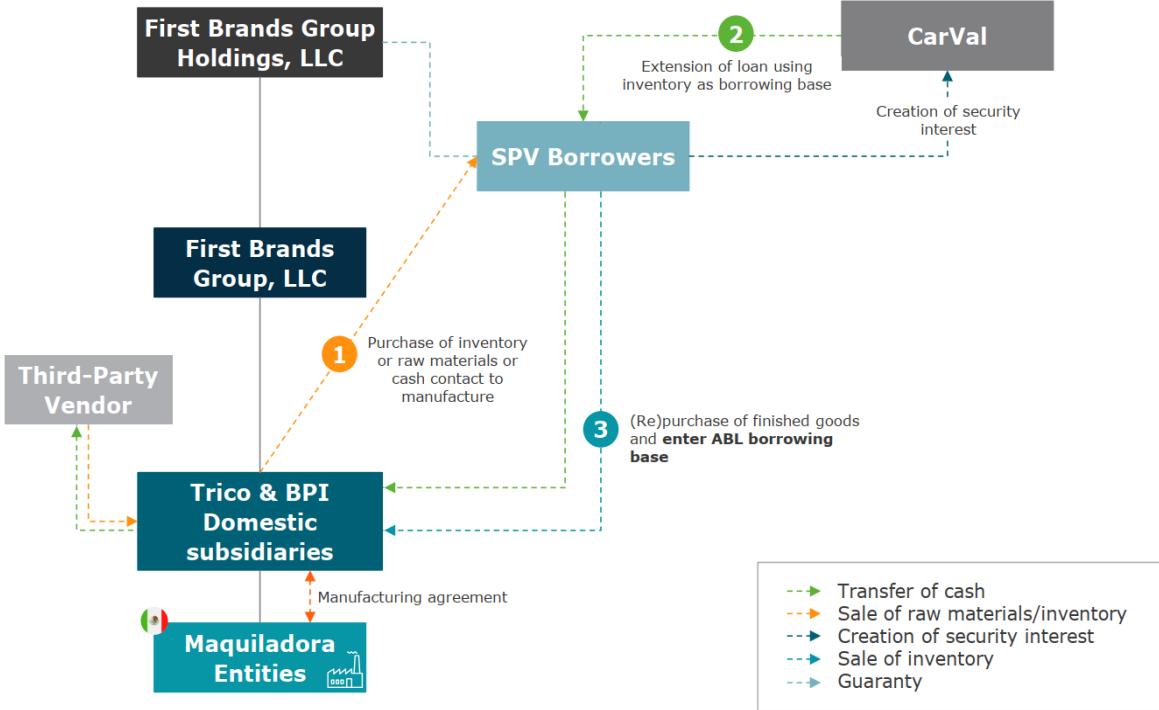 First Brands Group
Holdings, LLC
2
CarVal
Extension of loan using
inventory as borrowing base
Creation of security
interest
SPV Borrowers
First Brands
Group, LLC
1
Purchase of inventory
or raw materials or
cash contact to
manufacture
Third-Party
Vendor
3
(Re)purchase of finished goods
and enter ABL borrowing
base
Trico & BPI
Domestic
subsidiaries
Manufacturing agreement
Maquiladora
Entities
Transfer of cash
Sale of raw materials/inventory
Creation of security interest
Sale of inventory
Guaranty